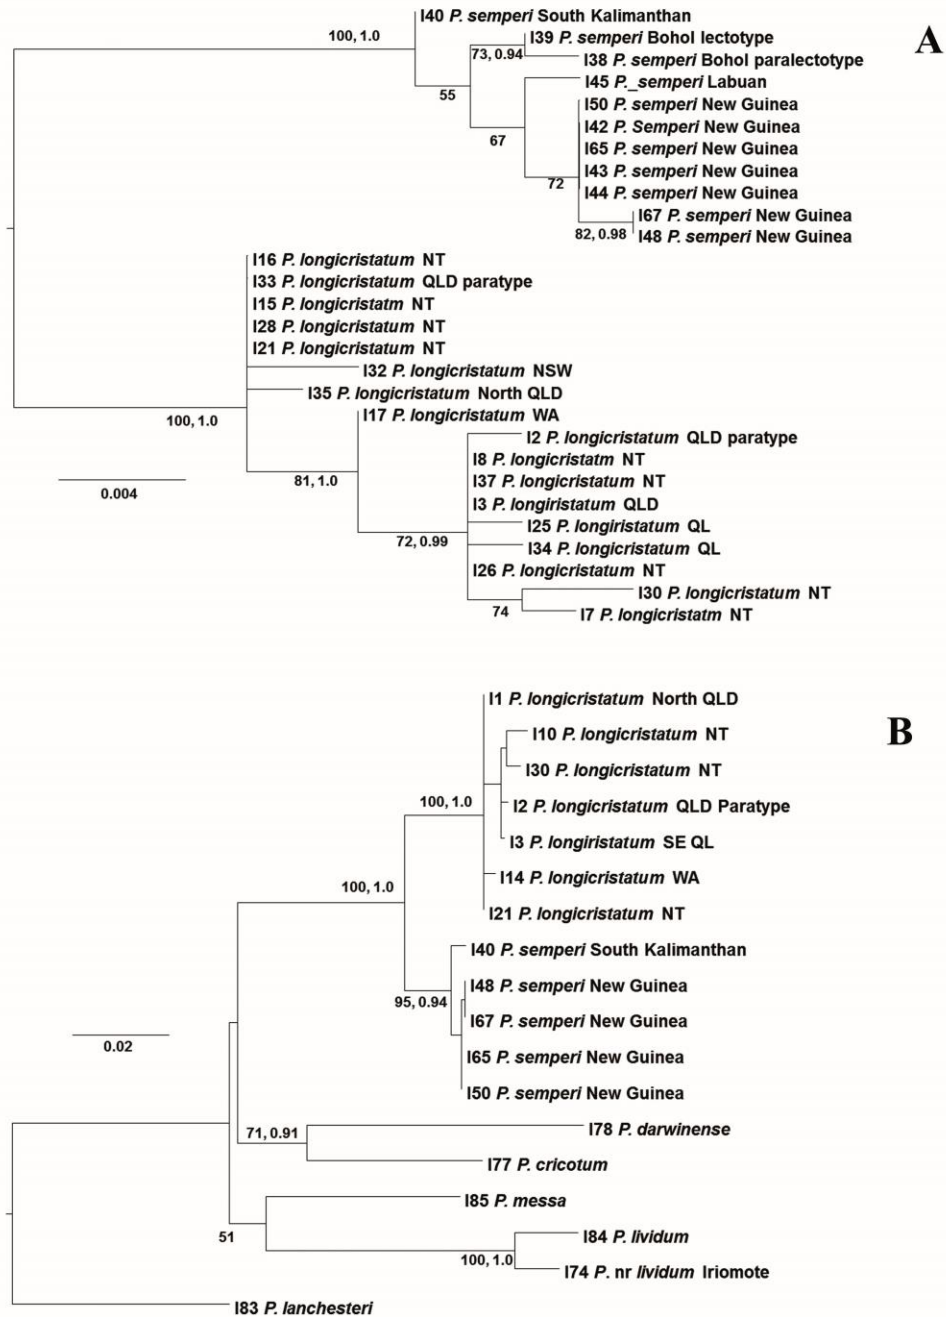 I40 P. semperi South Kalimanthan
100, 1.0
I39 P. semperi Bohol lectotype
A
73, 0.94
I38 P. semperi Bohol paralectotype
I45 P._semperi Labuan
55
I50 P. semperi New Guinea
I42 P. Semperi New Guinea
67
I65 P. semperi New Guinea
I43 P. semperi New Guinea
72
I44 P. semperi New Guinea
I67 P. semperi New Guinea
82, 0.98
I48 P. semperi New Guinea
I16 P. longicristatum NT
I33 P. longicristatum QLD paratype
I15 P. longicristatm NT
I28 P. longicristatum NT
I21 P. longicristatum NT
I32 P. longicristatum NSW
I35 P. longicristatum North QLD
I17 P. longicristatum WA
100, 1.0
I2 P. longicristatum QLD paratype
I8 P. longicristatm NT
81, 1.0
I37 P. longicristatum NT
0.004
I3 P. longiristatum QLD
I25 P. longiristatum QL
72, 0.99
I34 P. longicristatum QL
I26 P. longicristatum NT
I30 P. longicristatum NT
74
I7 P. longicristatm NT
I1 P. longicristatum North QLD
B
I10 P. longicristatum NT
I30 P. longicristatum NT
100, 1.0
I2 P. longicristatum QLD Paratype
I3 P. longiristatum SE QL
I14 P. longicristatum WA
100, 1.0
I21 P. longicristatum NT
I40 P. semperi South Kalimanthan
I48 P. semperi New Guinea
95, 0.94
I67 P. semperi New Guinea
0.02
I65 P. semperi New Guinea
I50 P. semperi New Guinea
I78 P. darwinense
71, 0.91
I77 P. cricotum
I85 P. messa
51
I84 P. lividum
100, 1.0
I74 P. nr lividum Iriomote
I83 P. lanchesteri